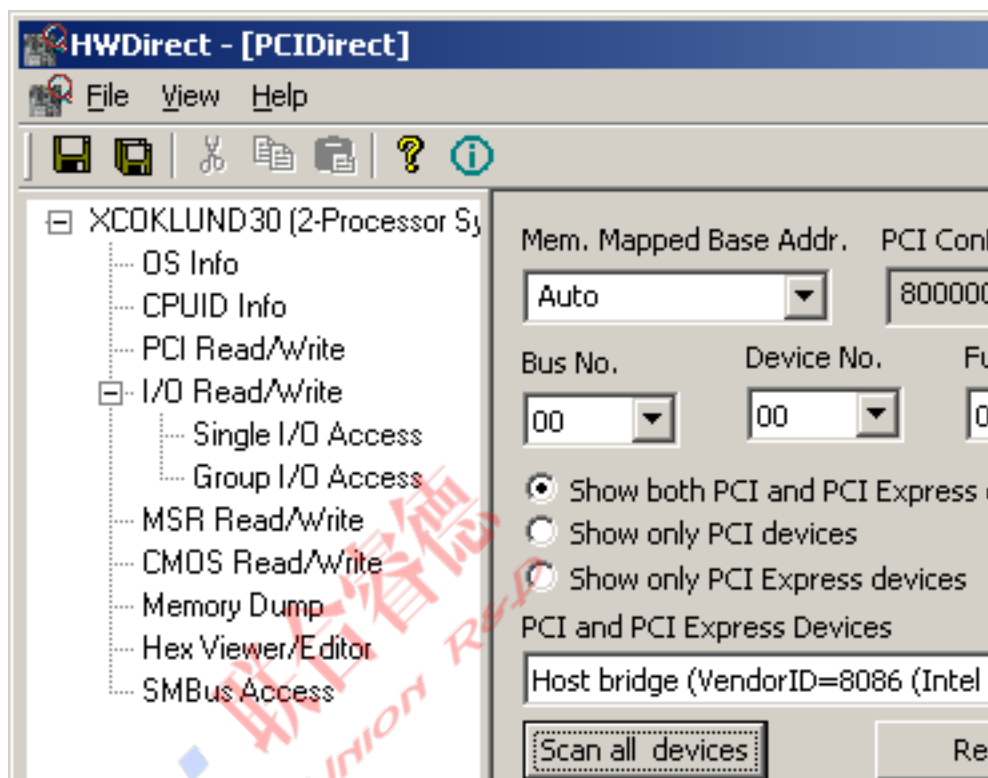 HWDirect - [PCIDirect]
File View Help
XCOKLUND30 (2-Processor Sy
OS Info
CPUID Info
PCI Read/Write
I/O Read/Write
Single I/O Access
Group I/O Access
MSR Read/Write
CMOS Read/Write
Memory Dump
Hex Viewer/Editor
SMBus Access
Mem. Mapped Base Addr. PCI Con
Auto 800000
Bus No. Device No. Fu
00 00 0
Show both PCI and PCI Express
Show only PCI devices
Show only PCI Express devices
PCI and PCI Express Devices
Host bridge (VendorID=8086 (Intel
Scan all devices Re
联合睿德
Union R&D